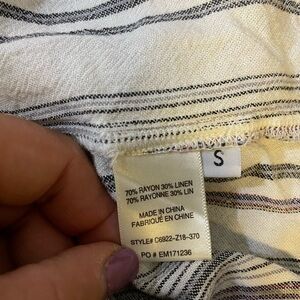 S
70% RAYON 30% LINEN
70% RAYONNE 30% LIN
MADE IN CHINA
FABRIQUÉ EN CHINE
STYLE# C6922-Z18-370
PO # EM171236